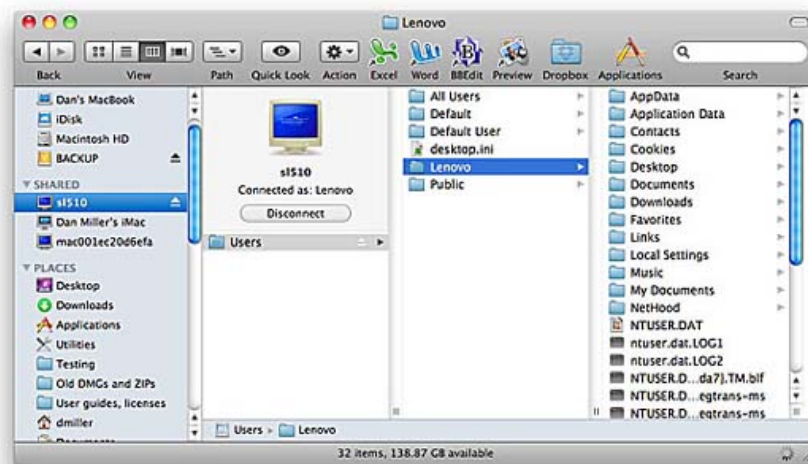 Lenovo
Back
View
Path
Quick Look
Action
Excel
Word
BBEdit
Preview
Dropbox
Applications
Search
Dan's MacBook
iDisk
Macintosh HD
BACKUP
SHARED
sl510
Dan Miller's iMac
mac001ec20d6efa
PLACES
Desktop
Downloads
Applications
Utilities
Testing
Old DMGs and ZIPs
User guides, licenses
dmiller
sl510
Connected as: Lenovo
Disconnect
Users
All Users
Default
Default User
desktop.ini
Lenovo
Public
AppData
Application Data
Contacts
Cookies
Desktop
Documents
Downloads
Favorites
Links
Local Settings
Music
My Documents
NetHood
NTUSER.DAT
ntuser.dat.LOG1
ntuser.dat.LOG2
NTUSER.D...da7}.TM.blf
NTUSER.D...egtrans-ms
NTUSER.D...egtrans-ms
Users
Lenovo
32 items, 138.87 GB available